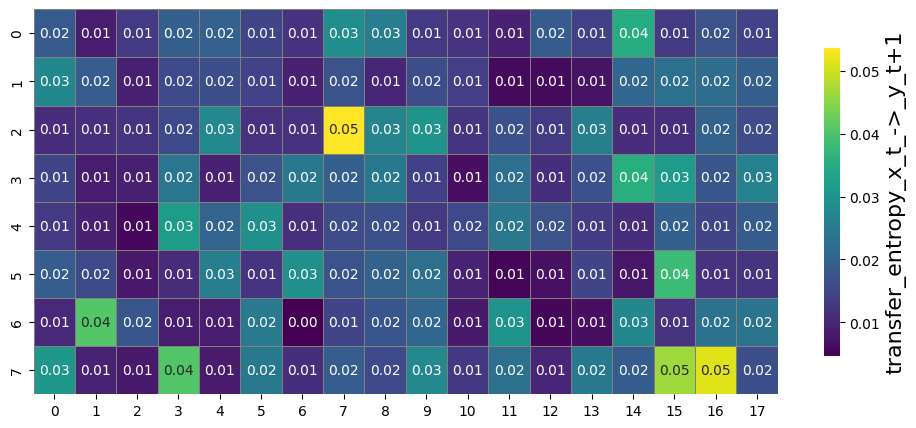 0 0.02 0.01 0.01 0.02 0.02 0.01 0.01 0.03 0.03 0.01 0.01 0.01 0.02 0.01 0.04 0.01 0.02 0.01
1 0.03 0.02 0.01 0.02 0.02 0.01 0.01 0.02 0.01 0.02 0.01 0.01 0.01 0.01 0.02 0.02 0.02 0.02
2 0.01 0.01 0.01 0.02 0.03 0.01 0.01 0.05 0.03 0.03 0.01 0.02 0.01 0.03 0.01 0.01 0.02 0.02
3 0.01 0.01 0.01 0.02 0.01 0.02 0.02 0.02 0.02 0.01 0.01 0.02 0.01 0.02 0.04 0.03 0.02 0.03
4 0.01 0.01 0.01 0.03 0.02 0.03 0.01 0.02 0.02 0.01 0.01 0.02 0.02 0.01 0.01 0.02 0.01 0.02
5 0.02 0.02 0.01 0.01 0.03 0.01 0.03 0.02 0.02 0.02 0.01 0.01 0.01 0.01 0.01 0.04 0.01 0.01
6 0.01 0.04 0.02 0.01 0.01 0.02 0.00 0.01 0.02 0.02 0.01 0.03 0.01 0.01 0.03 0.01 0.02 0.02
7 0.03 0.01 0.01 0.04 0.01 0.02 0.01 0.02 0.02 0.03 0.01 0.02 0.01 0.02 0.02 0.05 0.05 0.02
0 1 2 3 4 5 6 7 8 9 10 11 12 13 14 15 16 17
0.05
0.04
0.03
0.02
0.01
transfer_entropy_x_t_->_y_t+1